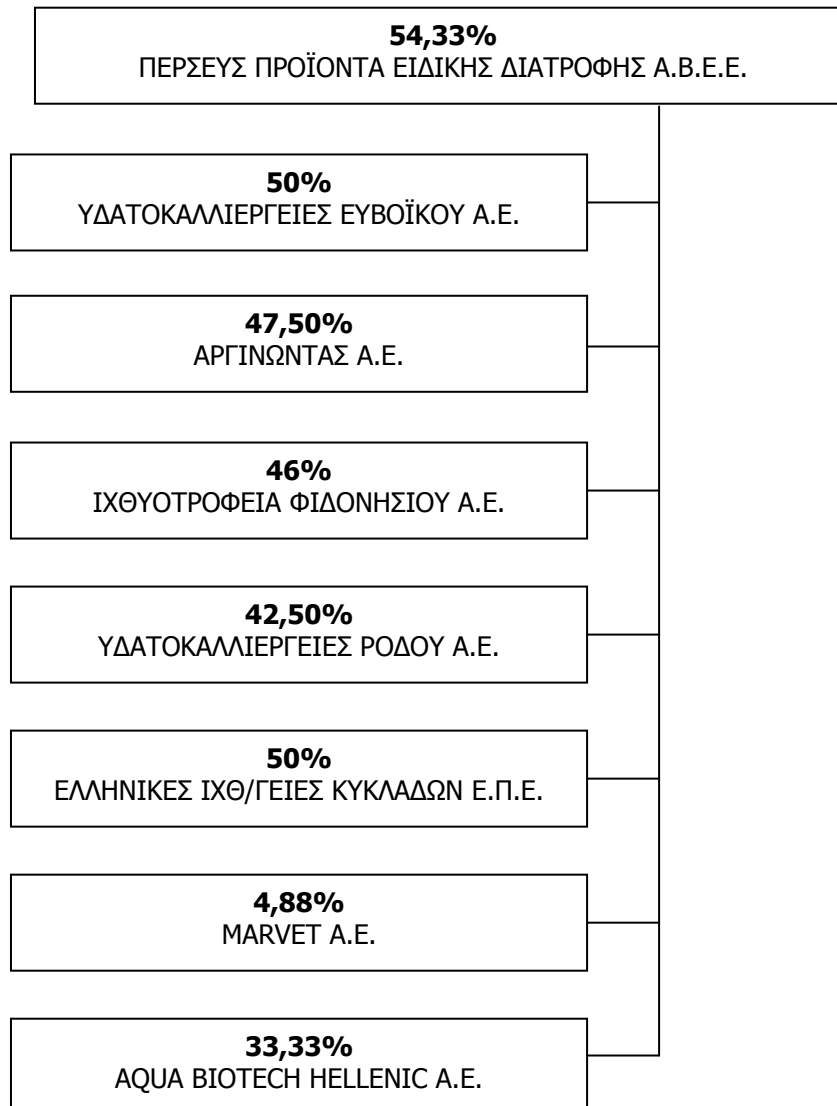 54,33%
ΠΕΡΣΕΥΣ ΠΡΟΪΟΝΤΑ ΕΙΔΙΚΗΣ ΔΙΑΤΡΟΦΗΣ Α.Β.Ε.Ε.
50%
ΥΔΑΤΟΚΑΛΛΙΕΡΓΕΙΕΣ ΕΥΒΟΪΚΟΥ Α.Ε.
47,50%
ΑΡΓΙΝΩΝΤΑΣ Α.Ε.
46%
ΙΧΘΥΟΤΡΟΦΕΙΑ ΦΙΔΟΝΗΣΙΟΥ Α.Ε.
42,50%
ΥΔΑΤΟΚΑΛΛΙΕΡΓΕΙΕΣ ΡΟΔΟΥ Α.Ε.
50%
ΕΛΛΗΝΙΚΕΣ ΙΧΘ/ΓΕΙΕΣ ΚΥΚΛΑΔΩΝ Ε.Π.Ε.
4,88%
MARVET Α.Ε.
33,33%
AQUA BIOTECH HELLENIC Α.Ε.